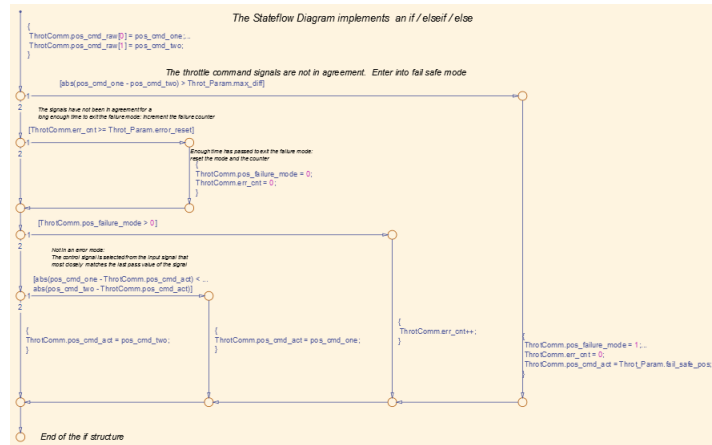 The Stateflow Diagram implements an if / elseif / else
{
ThrotComm.pos_cmd_raw[0] = pos_cmd_one;...
ThrotComm.pos_cmd_raw[1] = pos_cmd_two;
}
The throttle command signals are not in agreement. Enter into fail safe mode
[abs(pos_cmd_one - pos_cmd_two) > Throt_Param.max_diff]
1
2
The signals have not been in agreement for a
long enough time to exit the failure mode: Increment the failure counter
[ThrotComm.err_cnt >= Throt_Param.error_reset]
1
2
Enough time has passed to exit the failure mode:
reset the mode and the counter
{
ThrotComm.pos_failure_mode = 0;
ThrotComm.err_cnt = 0;
}
[ThrotComm.pos_failure_mode > 0]
1
2
Not in an error mode:
The control signal is selected from the input signal that
most closely matches the last pass value of the signal
[abs(pos_cmd_one - ThrotComm.pos_cmd_act) < ...
abs(pos_cmd_two - ThrotComm.pos_cmd_act)]
1
2
{
ThrotComm.pos_cmd_act = pos_cmd_two;
}
{
ThrotComm.pos_cmd_act = pos_cmd_one;
}
{
ThrotComm.err_cnt++;
}
{
ThrotComm.pos_failure_mode = 1;...
ThrotComm.err_cnt = 0;
ThrotComm.pos_cmd_act = Throt_Param.fail_safe_pos;
}
End of the if structure